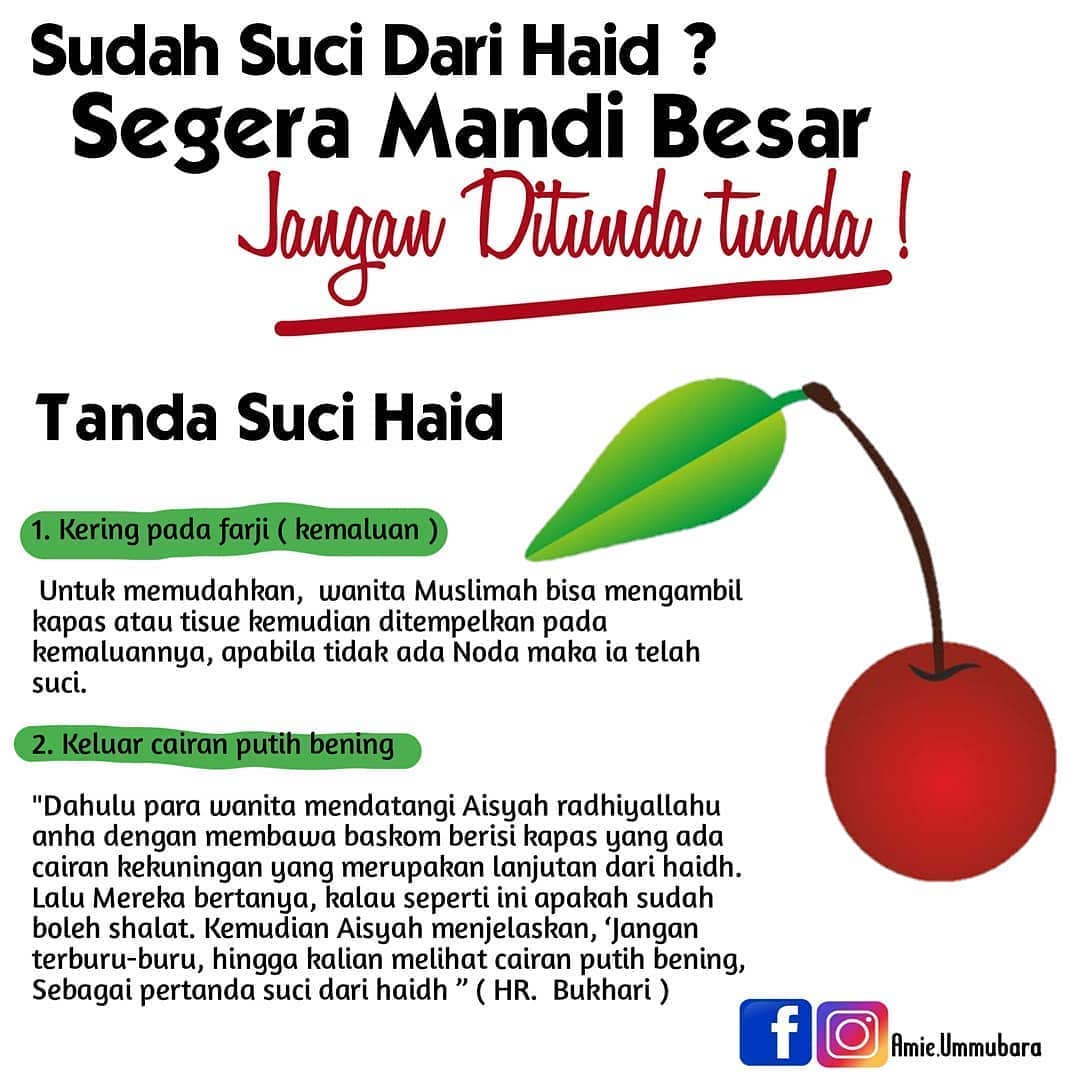 Sudah Suci Dari Haid ?
Segera Mandi Besar
Jangan Ditunda tunda !
Tanda Suci Haid
1. Kering pada farji ( kemaluan )
Untuk memudahkan, wanita Muslimah bisa mengambil
kapas atau tisue kemudian ditempelkan pada
kemaluannya, apabila tidak ada Noda maka ia telah
suci.
2. Keluar cairan putih bening
"Dahulu para wanita mendatangi Aisyah radhiyallahu
anha dengan membawa baskom berisi kapas yang ada
cairan kekuningan yang merupakan lanjutan dari haidh.
Lalu Mereka bertanya, kalau seperti ini apakah sudah
boleh shalat. Kemudian Aisyah menjelaskan, ‘Jangan
terburu-buru, hingga kalian melihat cairan putih bening,
Sebagai pertanda suci dari haidh ” ( HR. Bukhari )
Amie.Ummubara